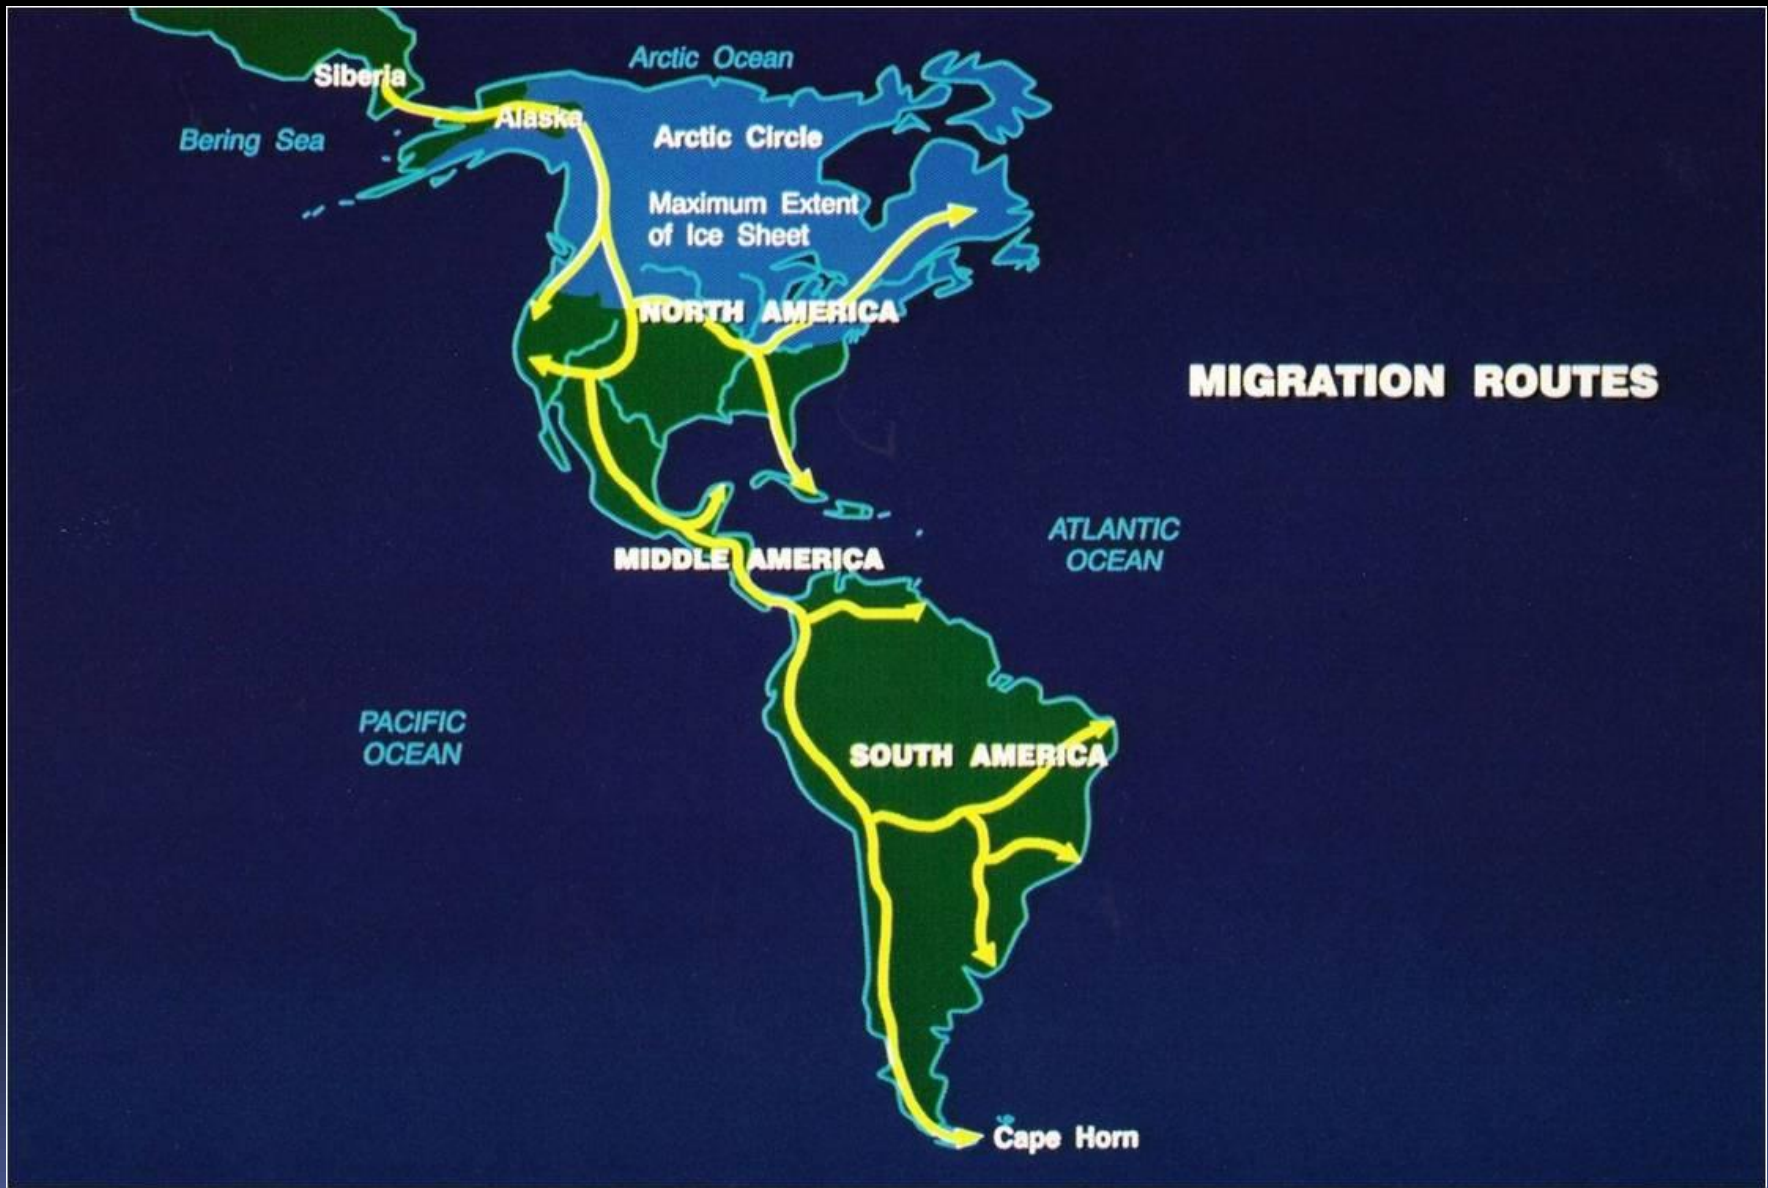 Arctic Ocean
Siberia
Alaska
Bering Sea
Arctic Circle
Maximum Extent
of Ice Sheet
NORTH AMERICA
MIGRATION ROUTES
ATLANTIC
OCEAN
MIDDLE AMERICA
PACIFIC
OCEAN
SOUTH AMERICA
Cape Horn